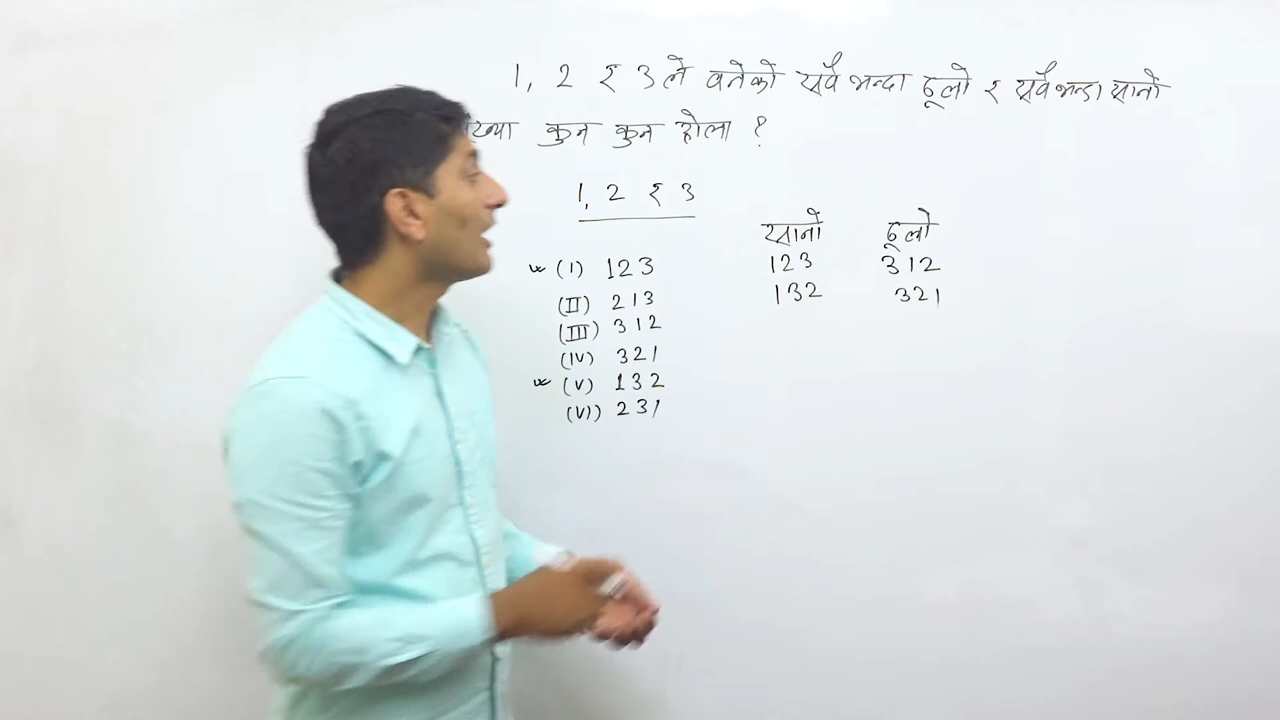 1, 2 र 3 ले बनेको सबै भन्दा ठूलो र सबै भन्दा सानो
कुन कुन होला ?
1, 2 र 3
(I) 123
(II) 213
(III) 312
(IV) 321
(V) 132
(VI) 231
सानो ठूलो
123 312
132 321